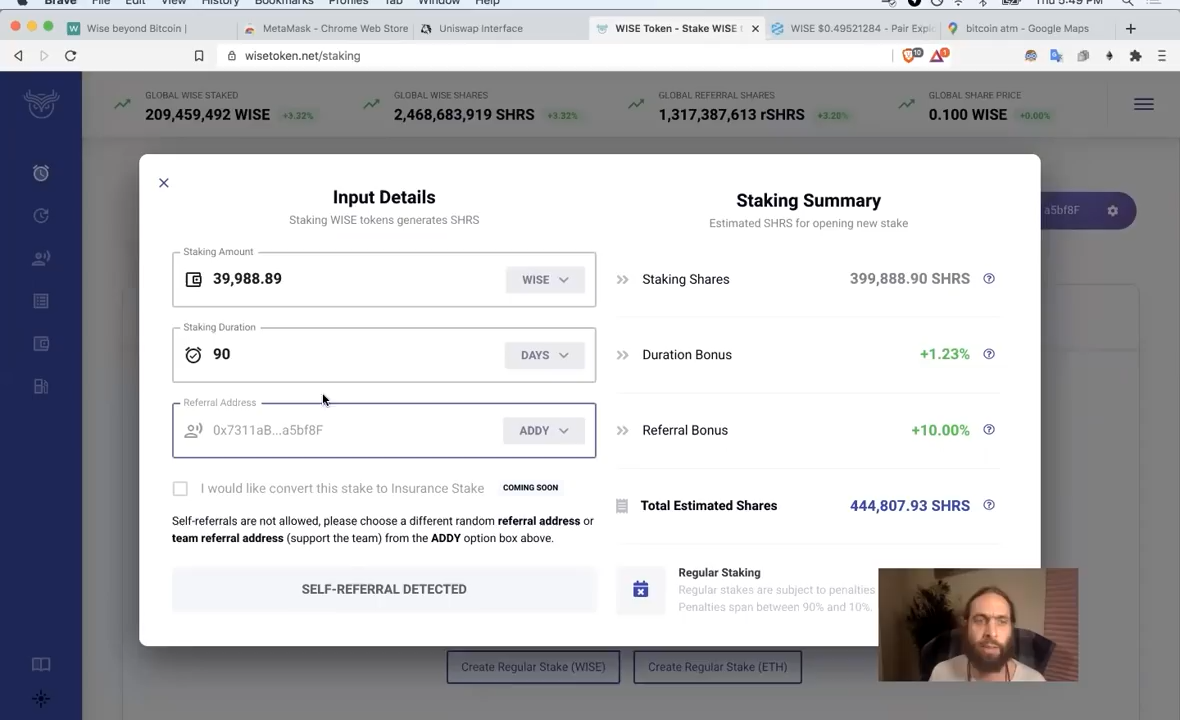 Brave File Edit View History Bookmarks Profiles Tab Window Help
Thu 5:49 PM
Wise beyond Bitcoin |
MetaMask - Chrome Web Store
Uniswap Interface
WISE Token - Stake WISE
WISE $0.49521284 - Pair Expl
bitcoin atm - Google Maps
wisetoken.net/staking
10
1
GLOBAL WISE STAKED
209,459,492 WISE +3.32%
GLOBAL WISE SHARES
2,468,683,919 SHRS +3.32%
GLOBAL REFERRAL SHARES
1,317,387,613 rSHRS +3.20%
GLOBAL SHARE PRICE
0.100 WISE +0.00%
a5bf8F
Input Details
Staking WISE tokens generates SHRS
Staking Amount
39,988.89 WISE
Staking Duration
90 DAYS
Referral Address
0x7311aB...a5bf8F ADDY
I would like convert this stake to Insurance Stake COMING SOON
Self-referrals are not allowed, please choose a different random referral address or
team referral address (support the team) from the ADDY option box above.
SELF-REFERRAL DETECTED
Staking Summary
Estimated SHRS for opening new stake
Staking Shares 399,888.90 SHRS
Duration Bonus +1.23%
Referral Bonus +10.00%
Total Estimated Shares 444,807.93 SHRS
Regular Staking
Regular stakes are subject to penalties
Penalties span between 90% and 10%.
Create Regular Stake (WISE)
Create Regular Stake (ETH)